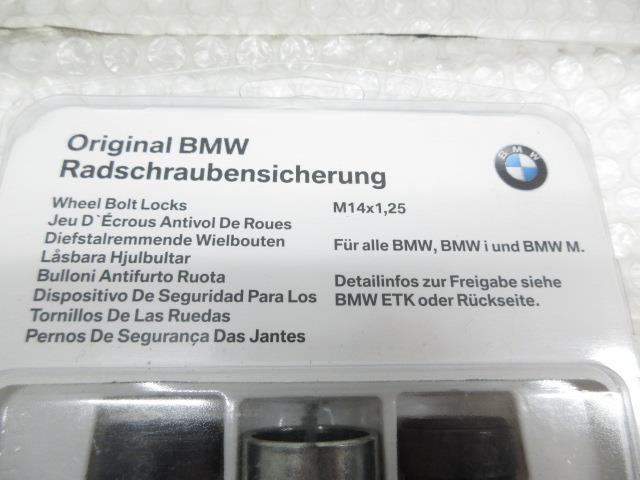 Original BMW
Radschraubensicherung
BMW
Wheel Bolt Locks
Jeu D`Écrous Antivol De Roues
Diefstalremmende Wielbouten
Låsbara Hjulbultar
Bulloni Antifurto Ruota
Dispositivo De Seguridad Para Los
Tornillos De Las Ruedas
Pernos De Segurança Das Jantes
M14x1,25
Für alle BMW, BMW i und BMW M.
Detailinfos zur Freigabe siehe
BMW ETK oder Rückseite.